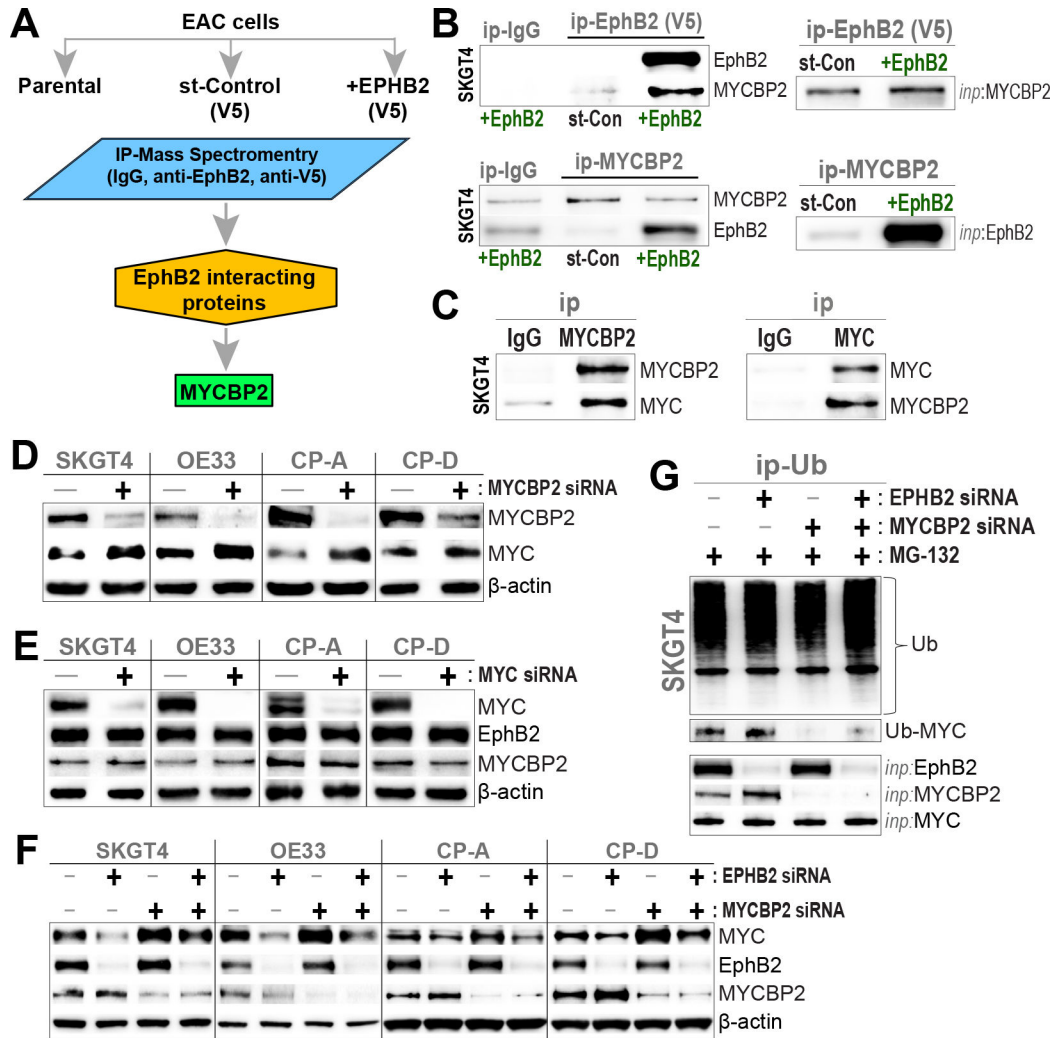 A
EAC cells
Parental
st-Control
(V5)
+EPHB2
(V5)
IP-Mass Spectromentry
(IgG, anti-EphB2, anti-V5)
EphB2 interacting
proteins
MYCBP2
B
ip-IgG ip-EphB2 (V5)
SKGT4
EphB2
MYCBP2
+EphB2 st-Con +EphB2
ip-EphB2 (V5)
st-Con +EphB2
inp:MYCBP2
ip-IgG ip-MYCBP2
SKGT4
MYCBP2
EphB2
+EphB2 st-Con +EphB2
ip-MYCBP2
st-Con +EphB2
inp:EphB2
C
ip
IgG MYCBP2
SKGT4
MYCBP2
MYC
ip
IgG MYC
MYC
MYCBP2
D
SKGT4 OE33 CP-A CP-D
— + — + — + — + : MYCBP2 siRNA
MYCBP2
MYC
β-actin
E
SKGT4 OE33 CP-A CP-D
— + — + — + — + : MYC siRNA
MYC
EphB2
MYCBP2
β-actin
F
SKGT4 OE33 CP-A CP-D
– + – + – + – + – + – + – + – + : EPHB2 siRNA
– – + + – – + + – – + + – – + + : MYCBP2 siRNA
MYC
EphB2
MYCBP2
β-actin
G
ip-Ub
– + – + : EPHB2 siRNA
– – + + : MYCBP2 siRNA
+ + + + : MG-132
SKGT4
Ub
Ub-MYC
inp:EphB2
inp:MYCBP2
inp:MYC